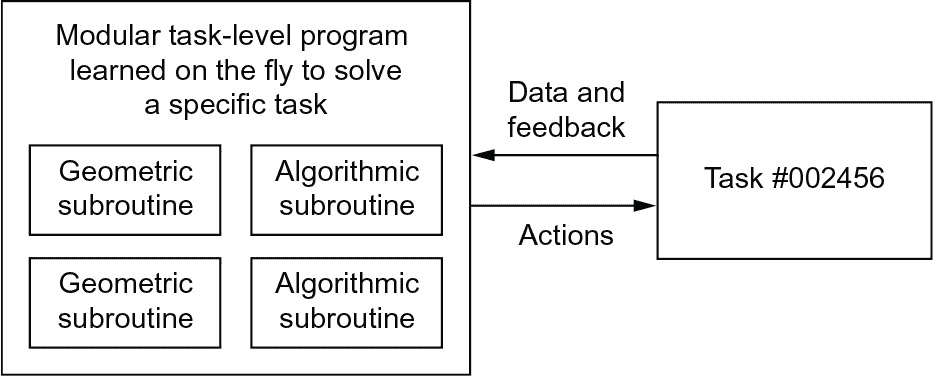 Modular task-level program
learned on the fly to solve
a specific task
Geometric
subroutine
Algorithmic
subroutine
Geometric
subroutine
Algorithmic
subroutine
Data and
feedback
Actions
Task #002456